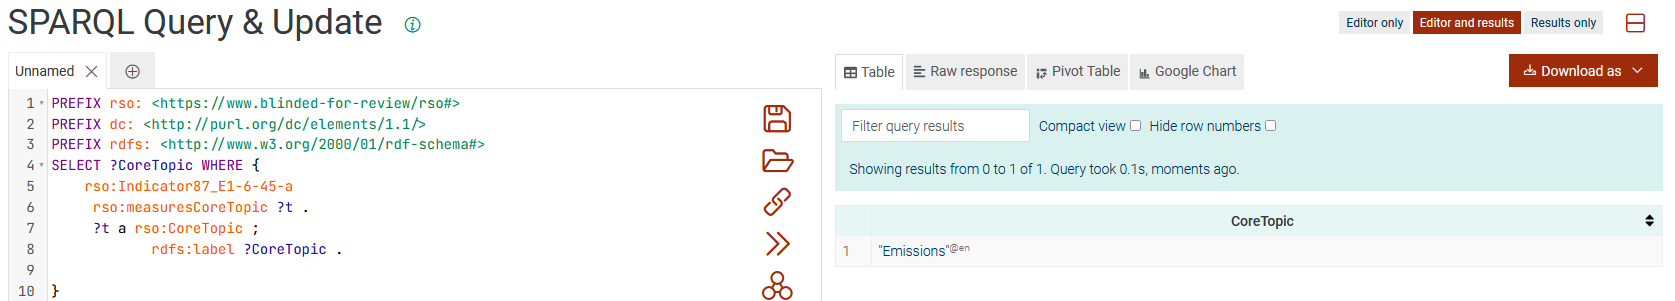 SPARQL Query & Update
Editor only
Editor and results
Results only
Unnamed
Table
Raw response
Pivot Table
Google Chart
Download as
1 PREFIX rso: <https://www.blinded-for-review/rso#>
2 PREFIX dc: <http://purl.org/dc/elements/1.1/>
3 PREFIX rdfs: <http://www.w3.org/2000/01/rdf-schema#>
4 SELECT ?CoreTopic WHERE {
5 rso:Indicator87_E1-6-45-a
6 rso:measuresCoreTopic ?t .
7 ?t a rso:CoreTopic ;
8 rdfs:label ?CoreTopic .
9
10 }
Filter query results
Compact view
Hide row numbers
Showing results from 0 to 1 of 1. Query took 0.1s, moments ago.
CoreTopic
1 "Emissions"@en